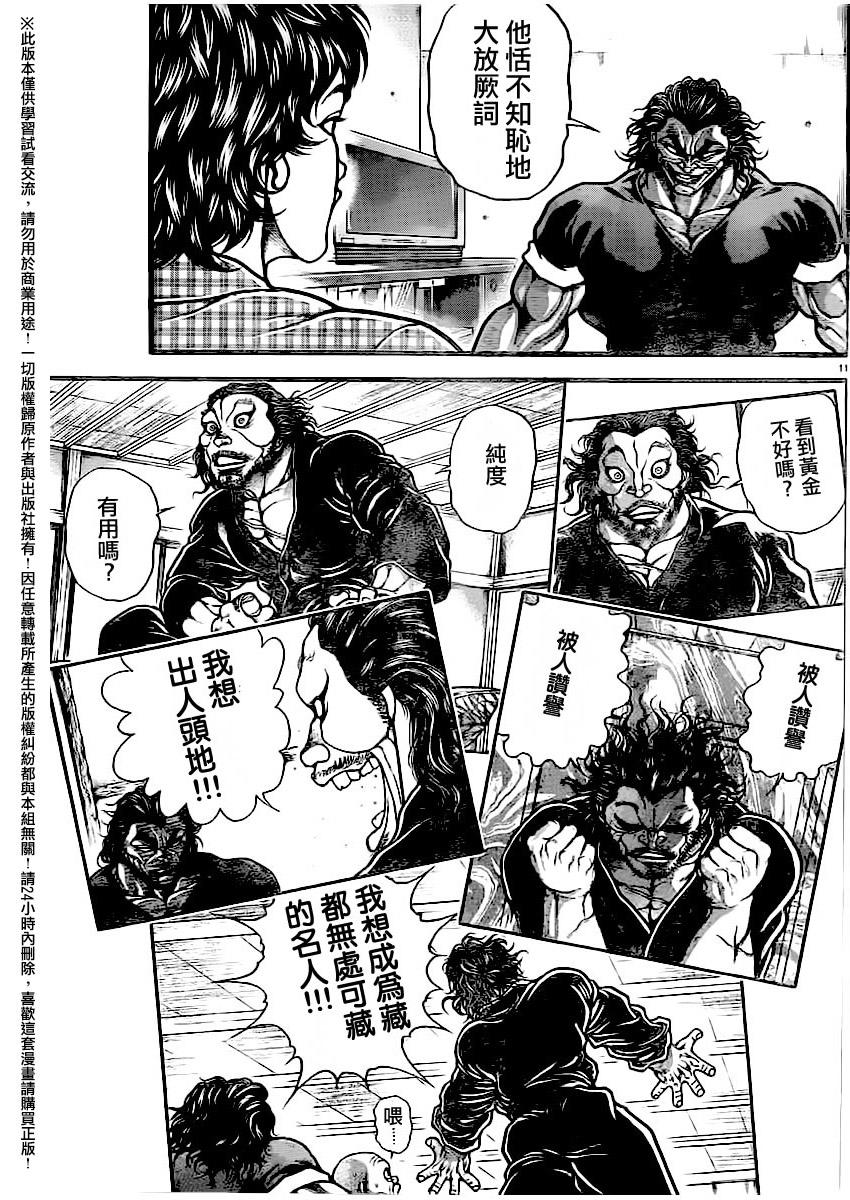 他恬不知恥地
大放厥詞
11
看到黃金
不好嗎？
純度
有用嗎？
被人讚譽
被人讚譽
我想
出人頭地!!!
我想成為藏
都無處可藏
的名人!!!
喂……
※此版本僅供學習試看交流，請勿用於商業用途！一切版權歸原作者與出版社擁有！因任意轉載所產生的版權糾紛都與本組無關！請24小時內刪除，喜歡這套漫畫請購買正版！